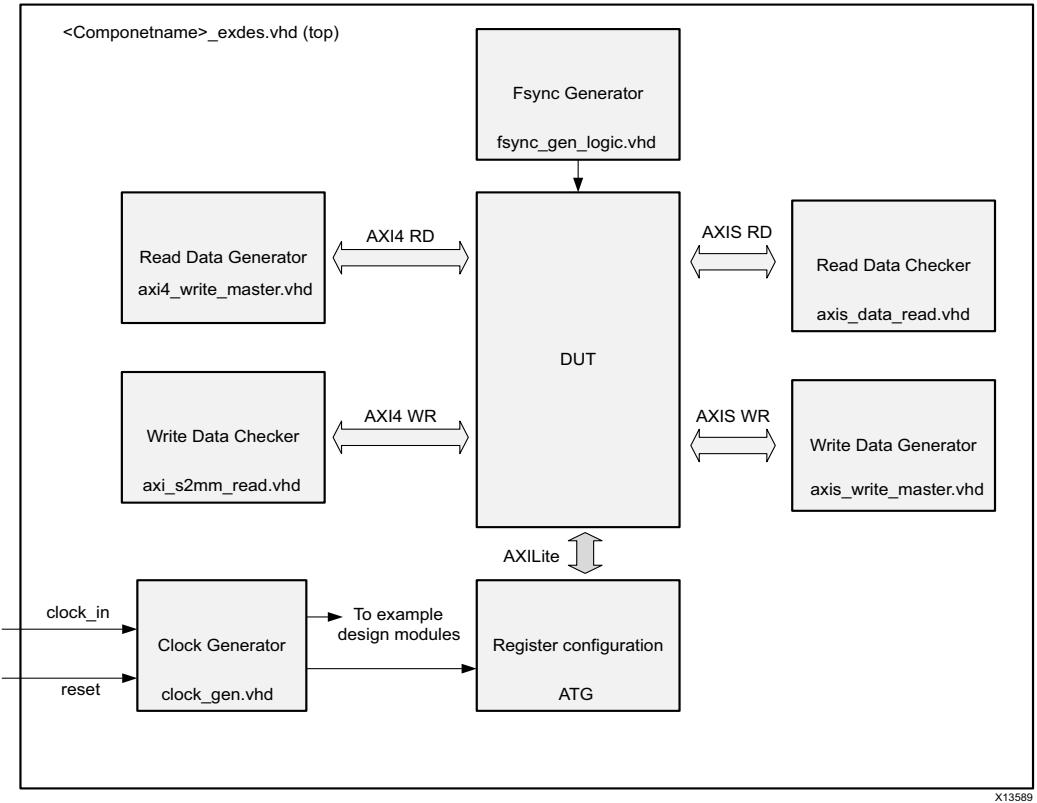 <Componetname>_exdes.vhd (top)
Fsync Generator
fsync_gen_logic.vhd
Read Data Generator
axi4_write_master.vhd
AXI4 RD
AXIS RD
Read Data Checker
axis_data_read.vhd
DUT
Write Data Checker
axi_s2mm_read.vhd
AXI4 WR
AXIS WR
Write Data Generator
axis_write_master.vhd
AXILite
clock_in
reset
Clock Generator
clock_gen.vhd
To example
design modules
Register configuration
ATG
X13589